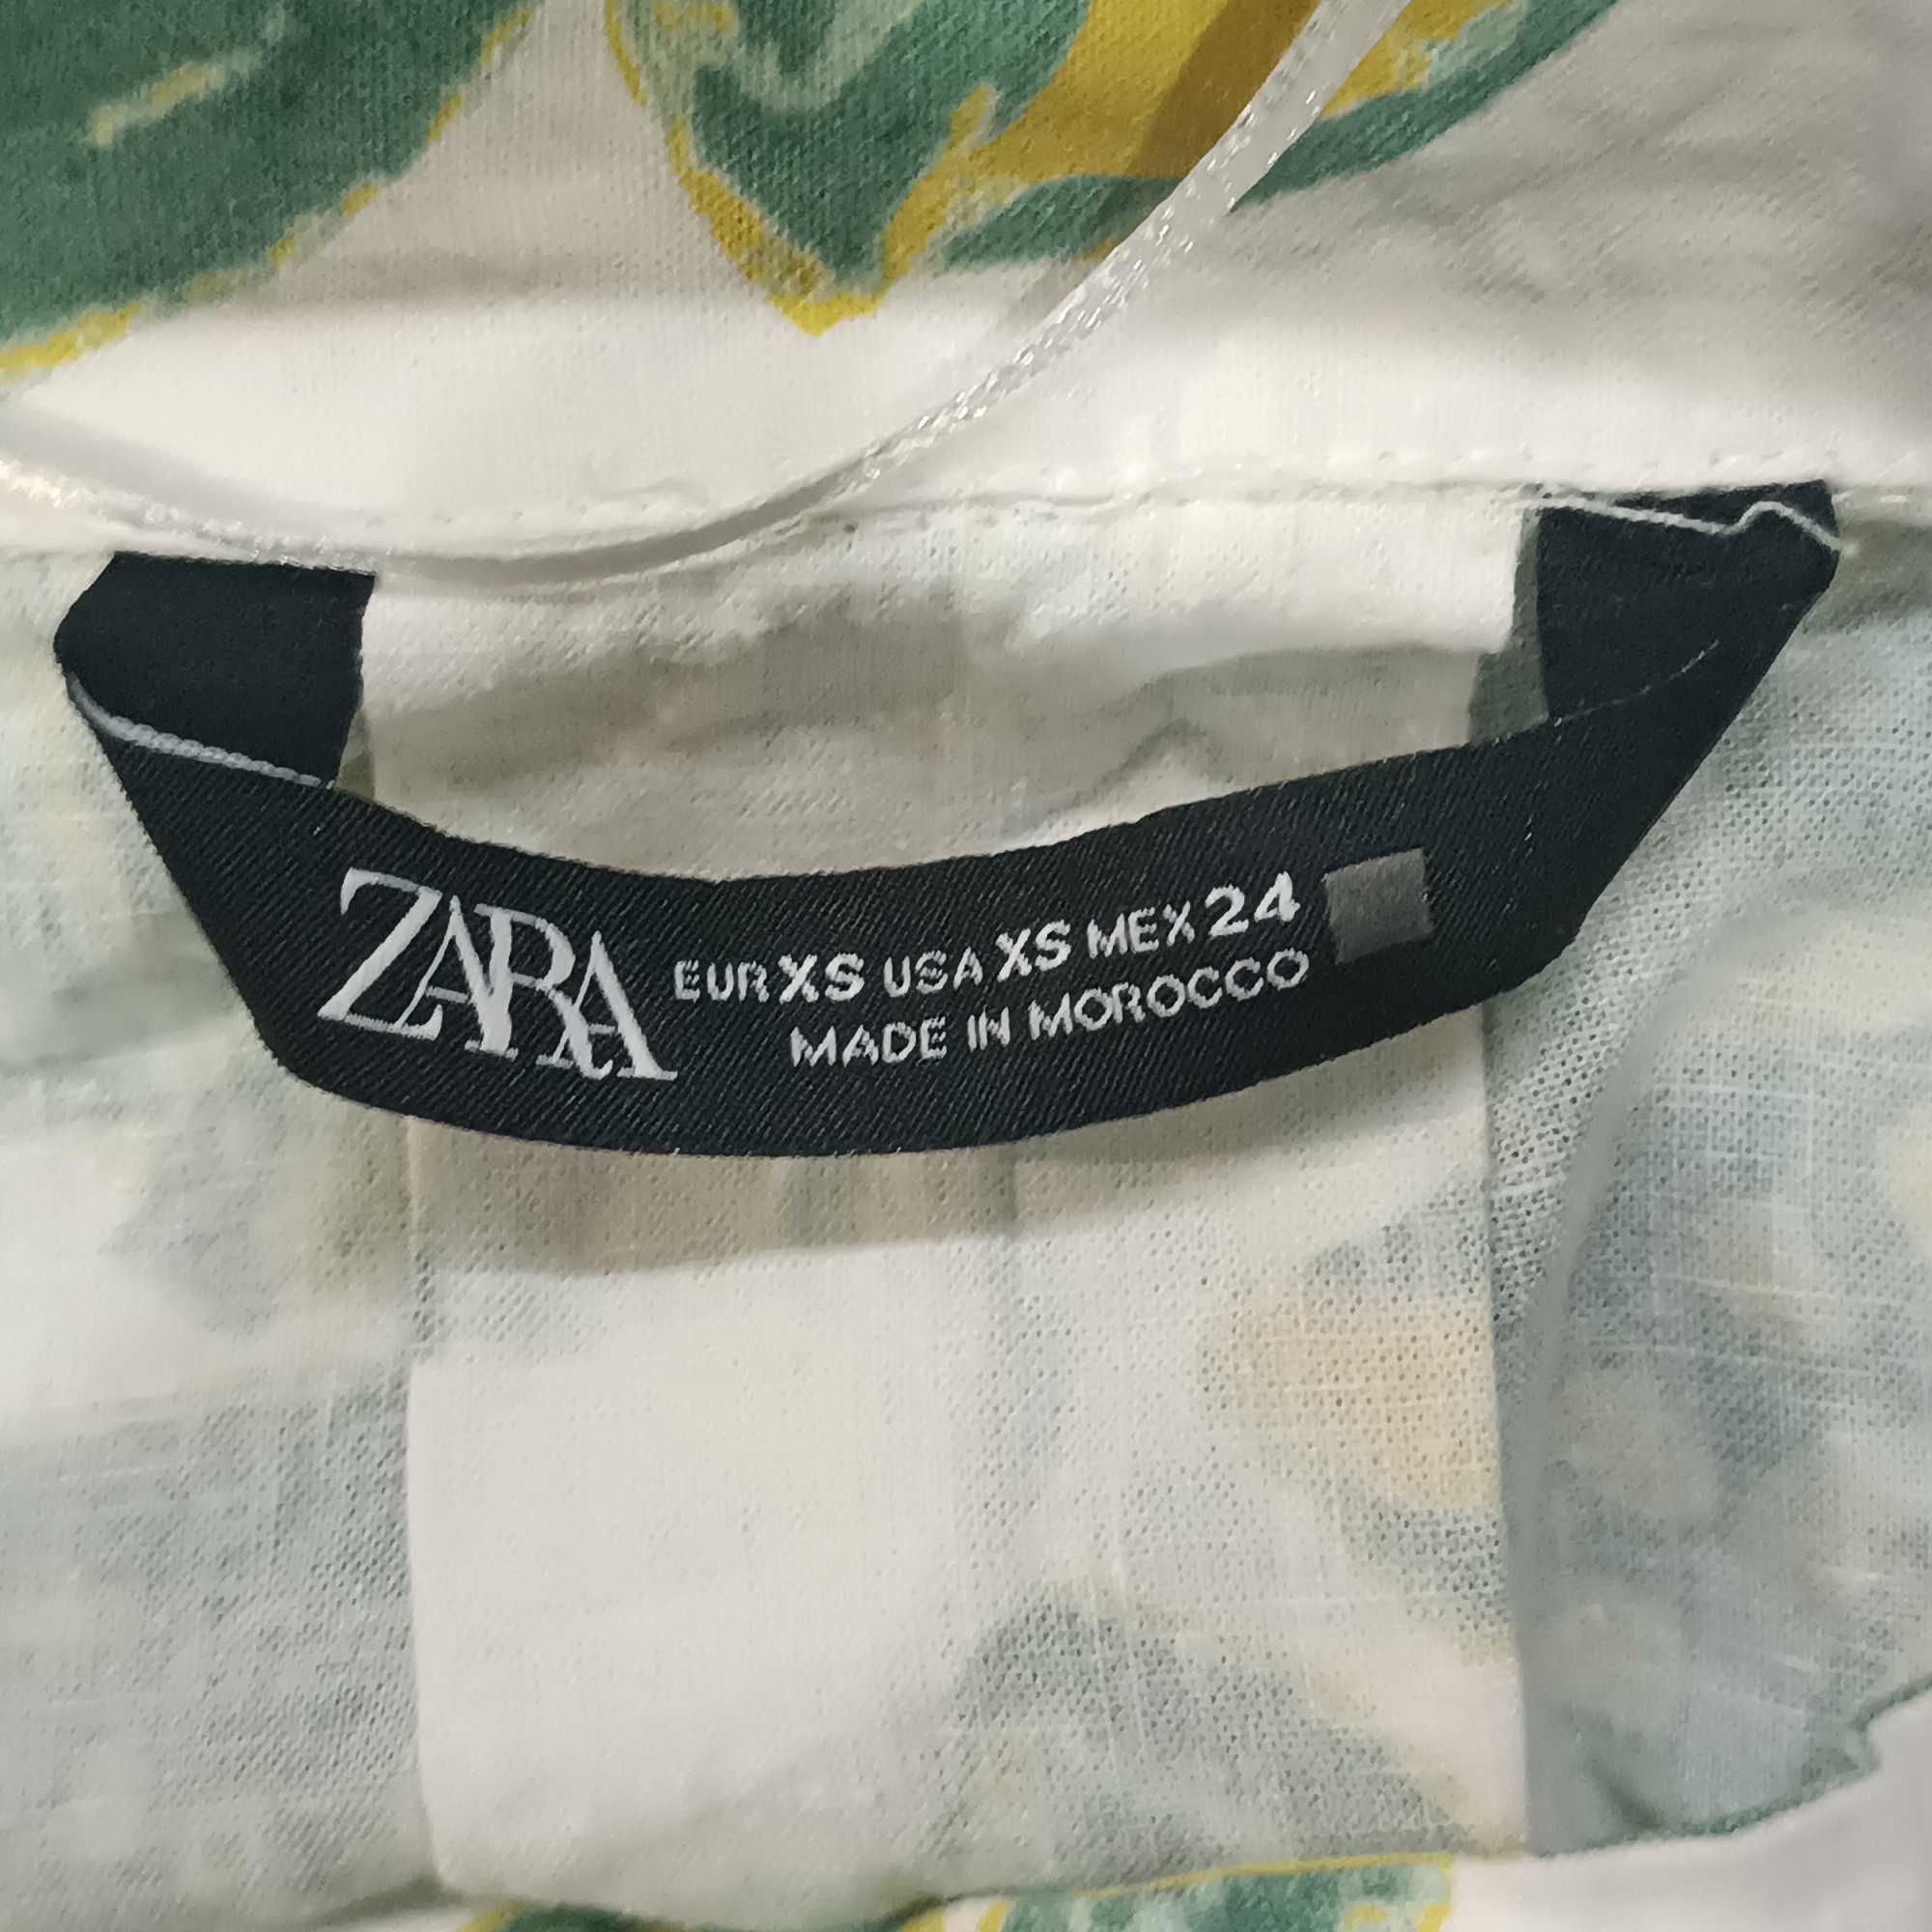 ZARA
EUR XS USA XS MEX 24
MADE IN MOROCCO